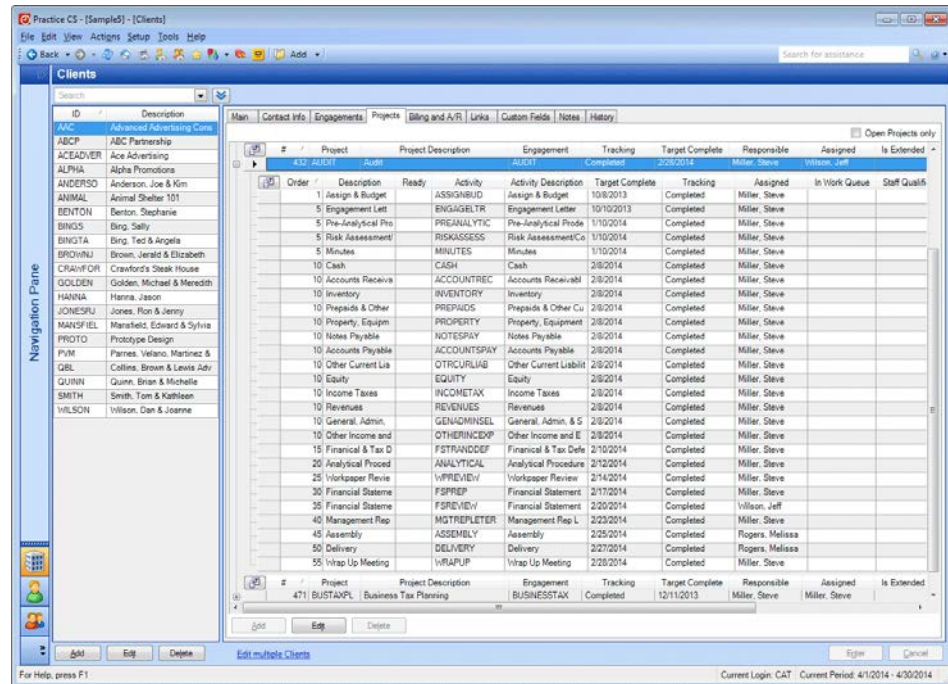 Practice CS - [Sample5] - [Clients]
File Edit View Actions Setup Tools Help
Back Add Search for assistance
Clients
Search
ID Description
AAC Advanced Advertising Cons
ABCP ABC Partnership
ACEADVER Ace Advertising
ALPHA Alpha Promotions
ANDERSO Anderson, Joe & Kim
ANIMAL Animal Shelter 101
BENTON Benton, Stephanie
BINGS Bing, Sally
BINGTA Bing, Ted & Angela
BROWNJ Brown, Jerald & Elizabeth
CRAWFOR Crawford's Steak House
GOLDEN Golden, Michael & Meredith
HANNA Hanna, Jason
JONESRJ Jones, Ron & Jenny
MANSFIEL Mansfield, Edward & Sylvia
PROTO Prototype Design
PVM Parnes, Velano, Martinez &
QBL Collins, Brown & Lewis Adv
QUINN Quinn, Brian & Michelle
SMITH Smith, Tom & Kathleen
WILSON Wilson, Dan & Joanne
Navigation Pane
Main Contact Info Engagements Projects Billing and A/R Links Custom Fields Notes History
Open Projects only
# Project Project Description Engagement Tracking Target Complete Responsible Assigned Is Extended
432 AUDIT Audit AUDIT Completed 2/28/2014 Miller, Steve Wilson, Jeff
Order Description Ready Activity Activity Description Target Complete Tracking Assigned In Work Queue Staff Qualifi
1 Assign & Budget ASSIGNBUD Assign & Budget 10/8/2013 Completed Miller, Steve
5 Engagement Lett ENGAGELTR Engagement Letter 10/10/2013 Completed Miller, Steve
5 Pre-Analytical Pro PREANALYTIC Pre-Analytical Prode 1/10/2014 Completed Miller, Steve
5 Risk Assessment/ RISKASSESS Risk Assessment/Co 1/10/2014 Completed Miller, Steve
5 Minutes MINUTES Minutes 1/10/2014 Completed Miller, Steve
10 Cash CASH Cash 2/8/2014 Completed Miller, Steve
10 Accounts Receiva ACCOUNTREC Accounts Receivabl 2/8/2014 Completed Miller, Steve
10 Inventory INVENTORY Inventory 2/8/2014 Completed Miller, Steve
10 Prepaids & Other PREPAIDS Prepaids & Other Cu 2/8/2014 Completed Miller, Steve
10 Property, Equipm PROPERTY Property, Equipment 2/8/2014 Completed Miller, Steve
10 Notes Payable NOTESPAY Notes Payable 2/8/2014 Completed Miller, Steve
10 Accounts Payable ACCOUNTSPAY Accounts Payable 2/8/2014 Completed Miller, Steve
10 Other Current Lia OTRCURLIAB Other Current Liabilit 2/8/2014 Completed Miller, Steve
10 Equity EQUITY Equity 2/8/2014 Completed Miller, Steve
10 Income Taxes INCOMETAX Income Taxes 2/8/2014 Completed Miller, Steve
10 Revenues REVENUES Revenues 2/8/2014 Completed Miller, Steve
10 General, Admin, GENADMINSEL General, Admin, & S 2/8/2014 Completed Miller, Steve
10 Other Income and OTHERINCEXP Other Income and E 2/8/2014 Completed Miller, Steve
15 Finanical & Tax D FSTRANDDEF Finanical & Tax Defe 2/10/2014 Completed Miller, Steve
20 Analytical Proced ANALYTICAL Analytical Procedure 2/12/2014 Completed Miller, Steve
25 Workpaper Revie WPREVIEW Workpaper Review 2/14/2014 Completed Miller, Steve
30 Financial Stateme FSPREP Financial Statement 2/17/2014 Completed Miller, Steve
35 Financial Stateme FSREVIEW Financial Statement 2/20/2014 Completed Wilson, Jeff
40 Management Rep MGTREPLETER Management Rep L 2/23/2014 Completed Miller, Steve
45 Assembly ASSEMBLY Assembly 2/25/2014 Completed Rogers, Melissa
50 Delivery DELIVERY Delivery 2/27/2014 Completed Rogers, Melissa
55 Wrap Up Meeting WRAPUP Wrap Up Meeting 2/28/2014 Completed Miller, Steve
# Project Project Description Engagement Tracking Target Complete Responsible Assigned Is Extended
471 BUSTAXPL Business Tax Planning BUSINESSTAX Completed 12/11/2013 Miller, Steve Miller, Steve
Add Edit Delete
Add Edit Delete Edit multiple Clients Enter Cancel
For Help, press F1 Current Login: CAT Current Period: 4/1/2014 - 4/30/2014